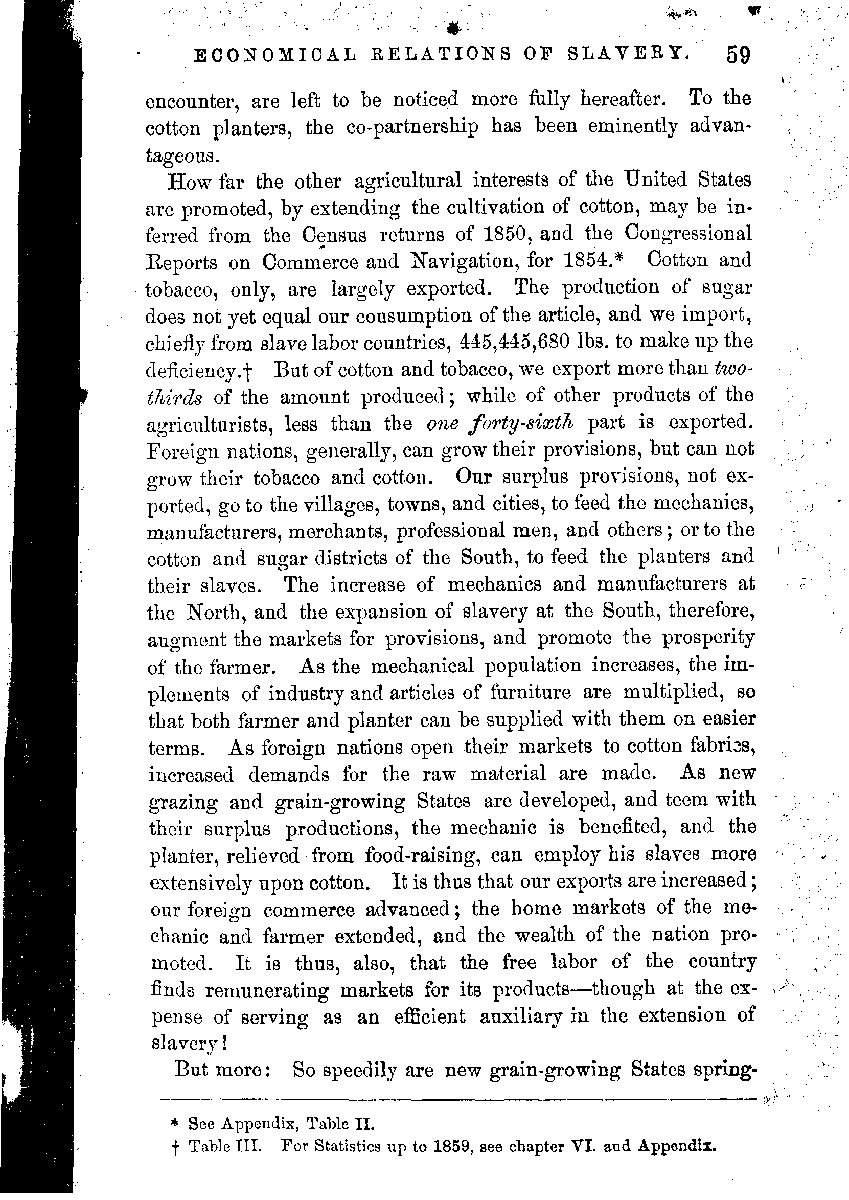 ECONOMICAL RELATIONS OF SLAVERY. 59
encounter, are left to be noticed more fully hereafter. To the
cotton planters, the co-partnership has been eminently advan-
tageous.
How far the other agricultural interests of the United States
are promoted, by extending the cultivation of cotton, may be in-
ferred from the Census returns of 1850, and the Congressional
Reports on Commerce and Navigation, for 1854.* Cotton and
tobacco, only, are largely exported. The production of sugar
does not yet equal our consumption of the article, and we import,
chiefly from slave labor countries, 445,445,680 lbs. to make up the
deficiency.† But of cotton and tobacco, we export more than two-
thirds of the amount produced; while of other products of the
agriculturists, less than the one forty-sixth part is exported.
Foreign nations, generally, can grow their provisions, but can not
grow their tobacco and cotton. Our surplus provisions, not ex-
ported, go to the villages, towns, and cities, to feed the mechanics,
manufacturers, merchants, professional men, and others; or to the
cotton and sugar districts of the South, to feed the planters and
their slaves. The increase of mechanics and manufacturers at
the North, and the expansion of slavery at the South, therefore,
augment the markets for provisions, and promote the prosperity
of the farmer. As the mechanical population increases, the im-
plements of industry and articles of furniture are multiplied, so
that both farmer and planter can be supplied with them on easier
terms. As foreign nations open their markets to cotton fabrics,
increased demands for the raw material are made. As new
grazing and grain-growing States are developed, and teem with
their surplus productions, the mechanic is benefited, and the
planter, relieved from food-raising, can employ his slaves more
extensively upon cotton. It is thus that our exports are increased;
our foreign commerce advanced; the home markets of the me-
chanic and farmer extended, and the wealth of the nation pro-
moted. It is thus, also, that the free labor of the country
finds remunerating markets for its products—though at the ex-
pense of serving as an efficient auxiliary in the extension of
slavery!
But more: So speedily are new grain-growing States spring-
* See Appendix, Table II.
† Table III. For Statistics up to 1859, see chapter VI. and Appendix.